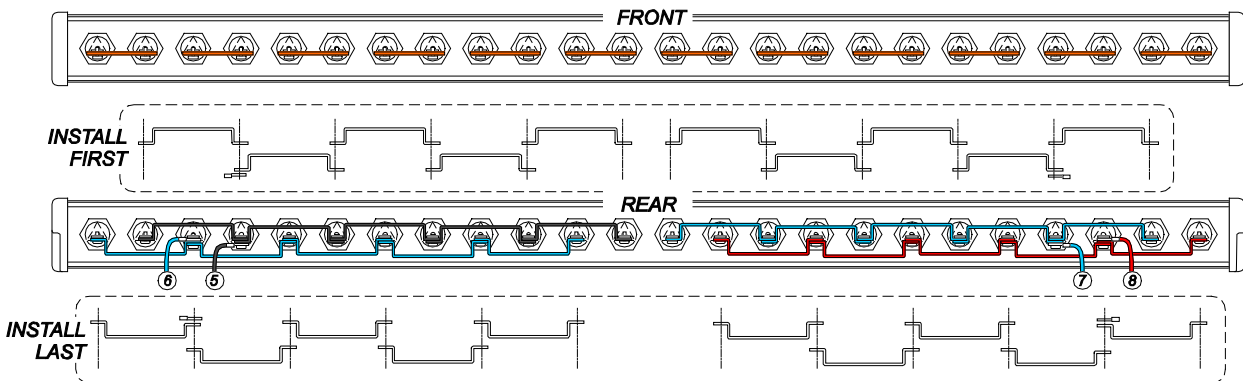 FRONT
INSTALL
FIRST
REAR
6
5
7
8
INSTALL
LAST